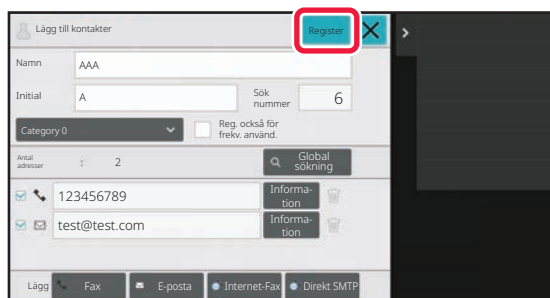 Lägg till kontakter
Register
Namn
AAA
Initial
A
Sök
nummer
6
Category 0
Reg. också för
frekv. använd.
Antal
adresser
:
2
Global
sökning
123456789
Informa-
tion
test@test.com
Informa-
tion
Lägg
Fax
E-posta
Internet-Fax
Direkt SMTP